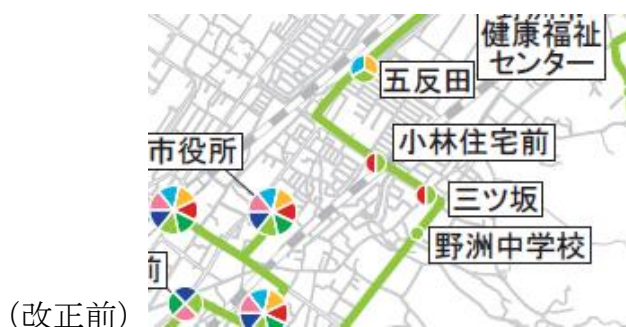 健康福祉
センター
五反田
市役所
小林住宅前
三ツ坂
野洲中学校
前
(改正前)